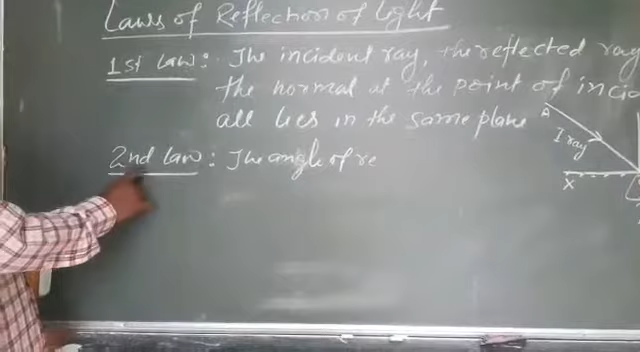 Laws of Reflection of Light
1st Law: The incident ray, the reflected ray
the normal at the point of incid
all lies in the same plane
A
I ray
X
2nd Law: The angle of re